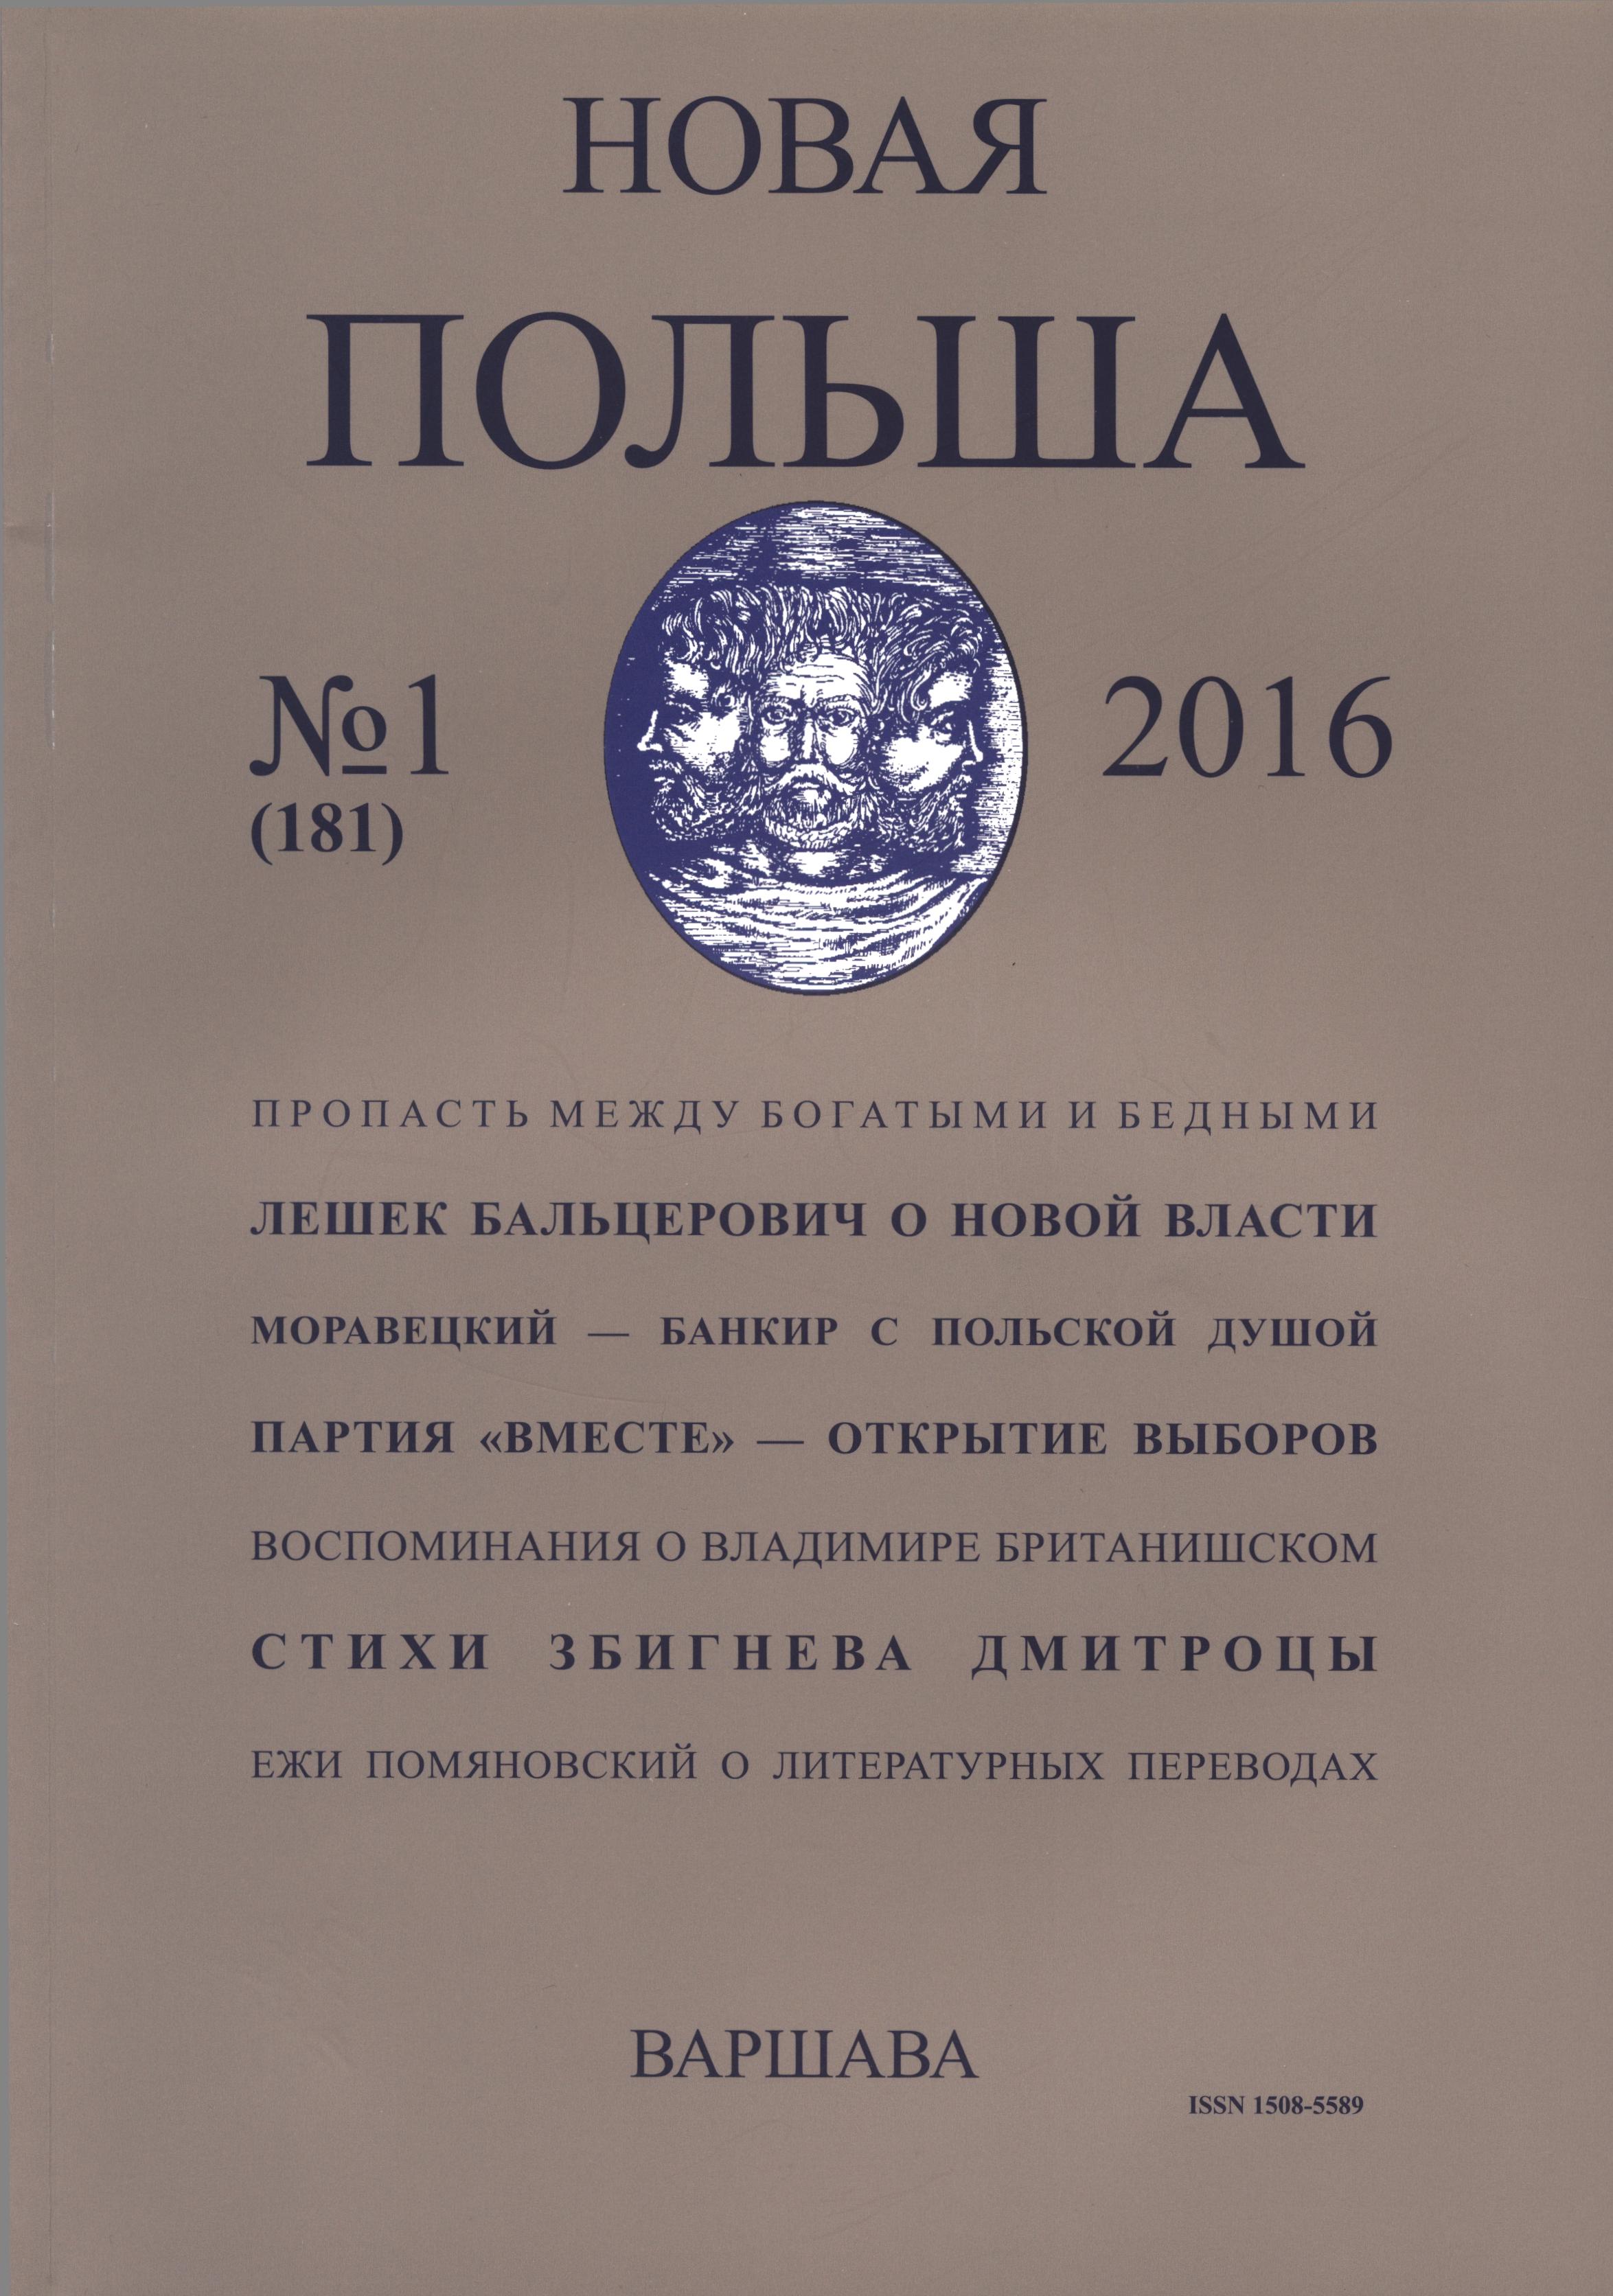 НОВАЯ
ПОЛЬША
№1
2016
(181)
ПРОПАСТЬ МЕЖДУ БОГАТЫМИ И БЕДНЫМИ
ЛЕШЕК БАЛЬЦЕРОВИЧ О НОВОЙ ВЛАСТИ
МОРАВЕЦКИЙ — БАНКИР С ПОЛЬСКОЙ ДУШОЙ
ПАРТИЯ «ВМЕСТЕ» — ОТКРЫТИЕ ВЫБОРОВ
ВОСПОМИНАНИЯ О ВЛАДИМИРЕ БРИТАНИШСКОМ
СТИХИ ЗБИГНЕВА ДМИТРОЦЫ
ЕЖИ ПОМЯНОВСКИЙ О ЛИТЕРАТУРНЫХ ПЕРЕВОДАХ
ВАРШАВА
ISSN 1508-5589